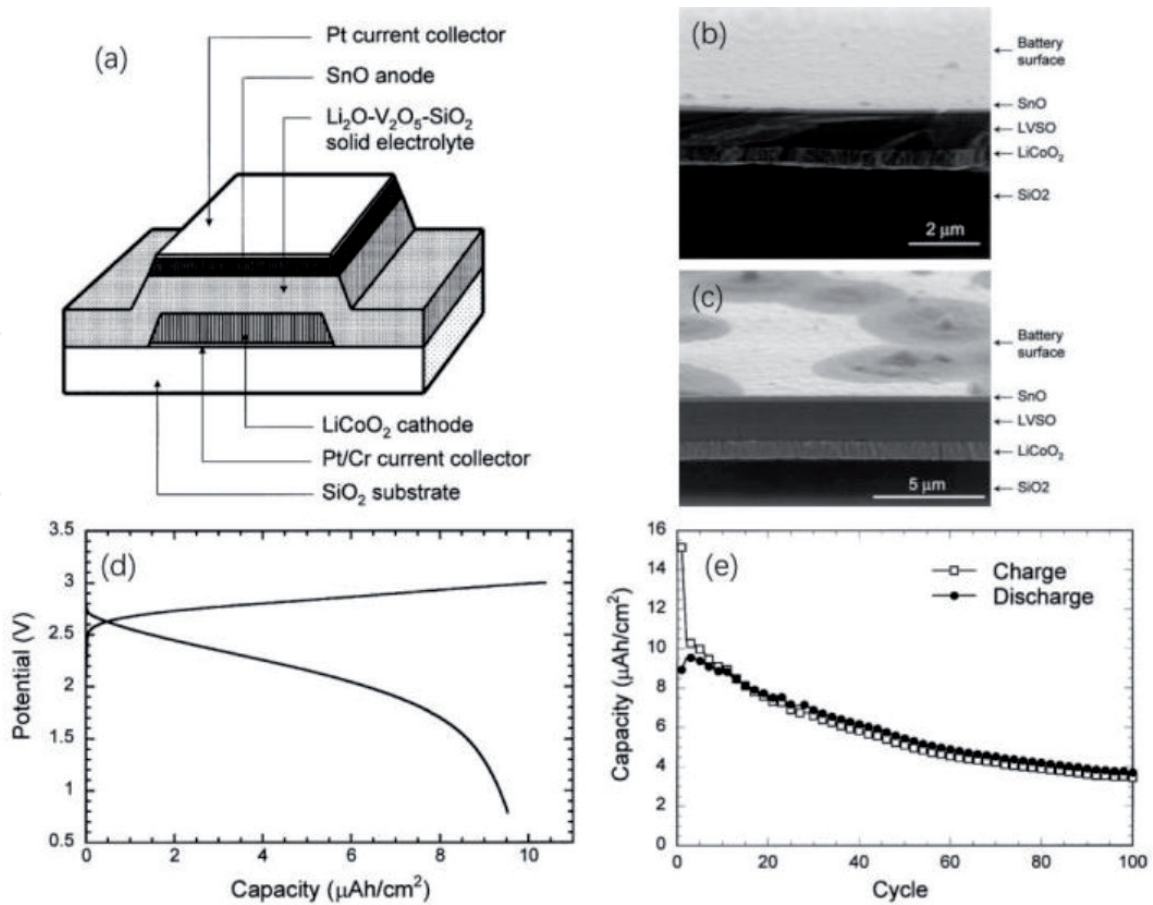 (a)
Pt current collector
SnO anode
Li₂O-V₂O₅-SiO₂
solid electrolyte
LiCoO₂ cathode
Pt/Cr current collector
SiO₂ substrate
(b)
Battery
surface
SnO
LVSO
LiCoO₂
SiO2
2 μm
(c)
Battery
surface
SnO
LVSO
LiCoO₂
SiO2
5 μm
(d)
3.5
3
2.5
2
1.5
1
0.5
0 2 4 6 8 10
Potential (V)
Capacity (μAh/cm²)
(e)
Charge
Discharge
16
14
12
10
8
6
4
2
0
0 20 40 60 80 100
Capacity (μAh/cm²)
Cycle